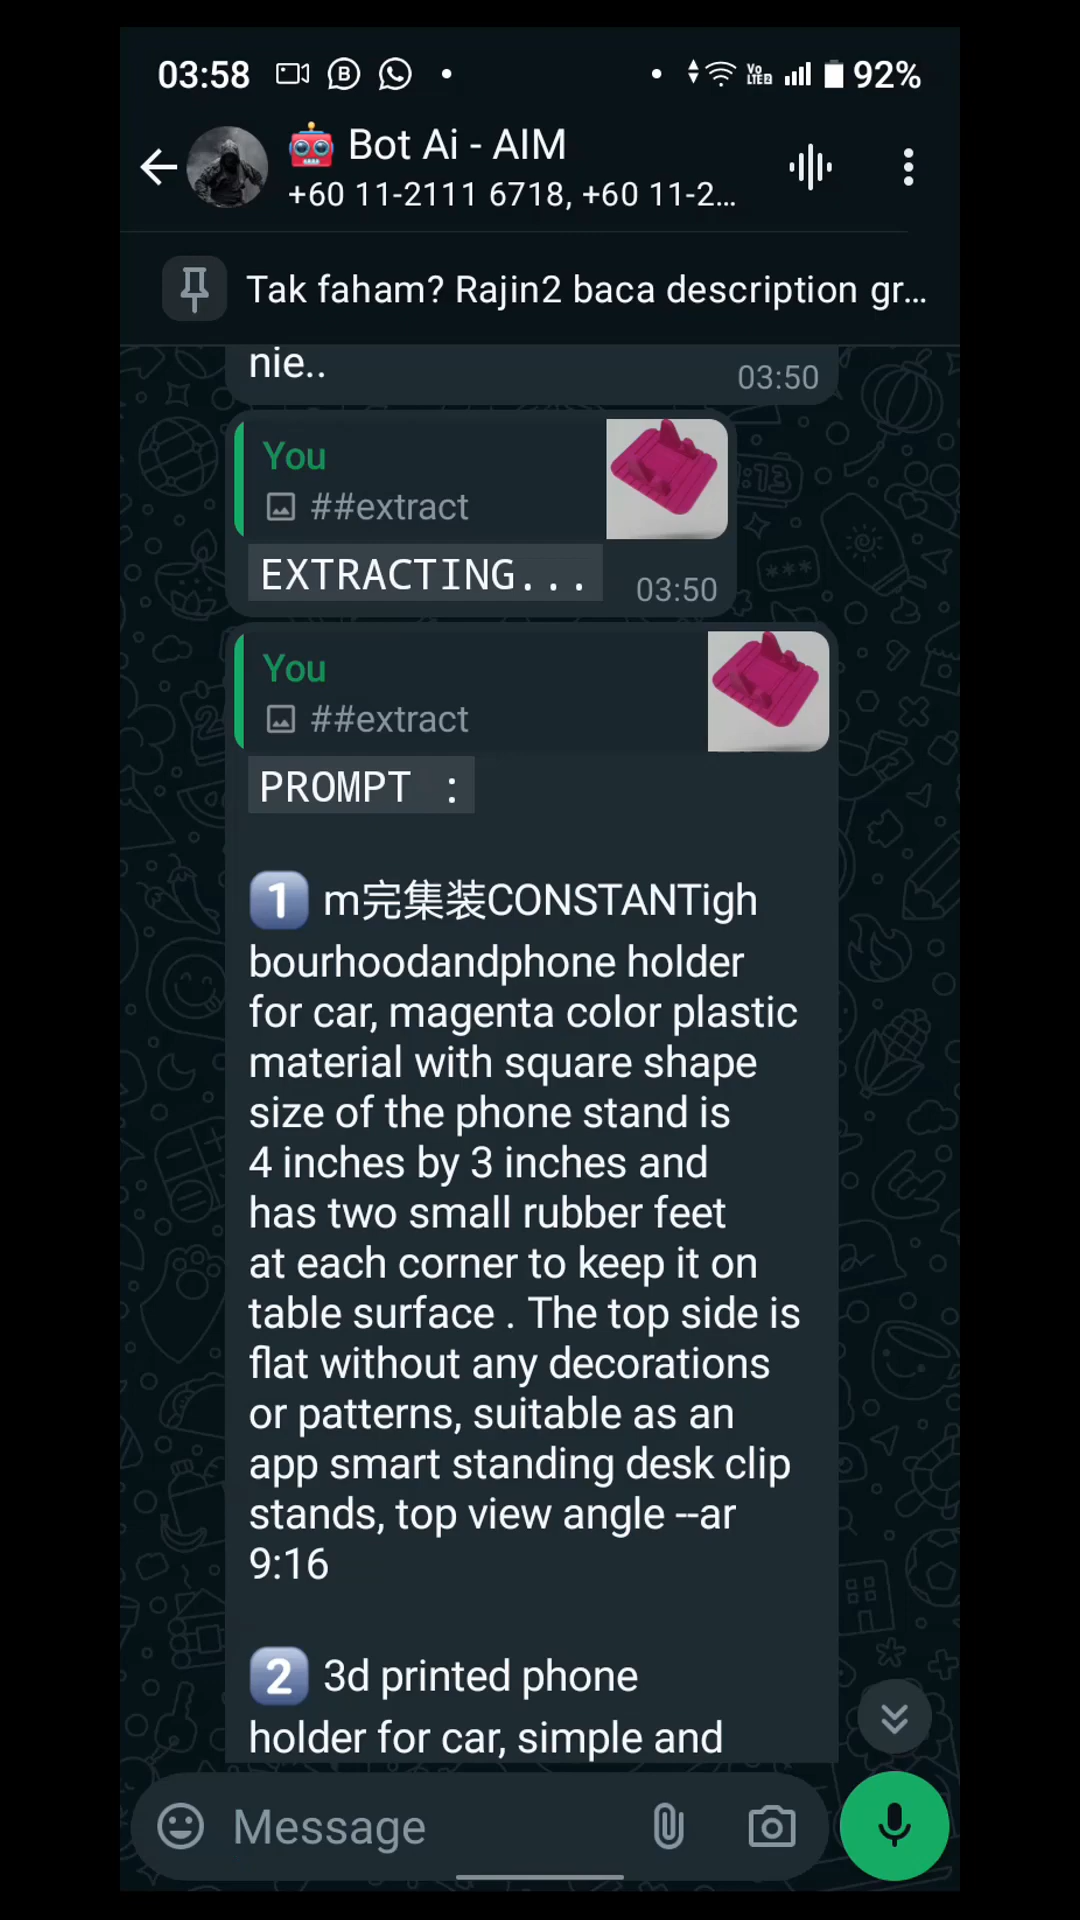 03:58
92%
🤖 Bot Ai - AIM
+60 11-2111 6718, +60 11-2...
Tak faham? Rajin2 baca description gr...
nie..
03:50
You
##extract
EXTRACTING...
03:50
You
##extract
PROMPT :
1 m完集装CONSTANTigh
bourhoodandphone holder
for car, magenta color plastic
material with square shape
size of the phone stand is
4 inches by 3 inches and
has two small rubber feet
at each corner to keep it on
table surface . The top side is
flat without any decorations
or patterns, suitable as an
app smart standing desk clip
stands, top view angle --ar
9:16
2 3d printed phone
holder for car, simple and
Message